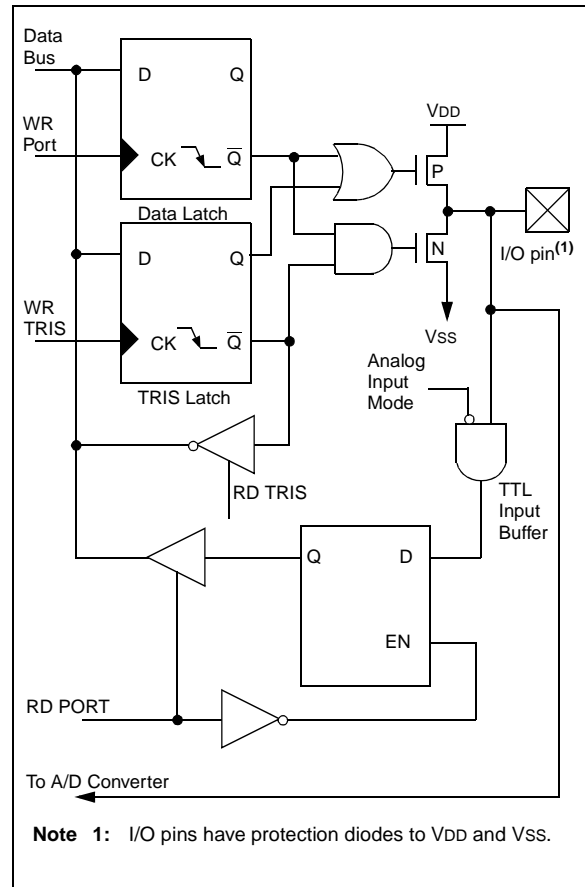 Data
Bus
D
Q
WR
Port
CK
Q
Data Latch
VDD
P
N
I/O pin(1)
VSS
D
Q
WR
TRIS
CK
Q
TRIS Latch
Analog
Input
Mode
RD TRIS
TTL
Input
Buffer
Q
D
EN
RD PORT
To A/D Converter
Note 1: I/O pins have protection diodes to VDD and VSS.